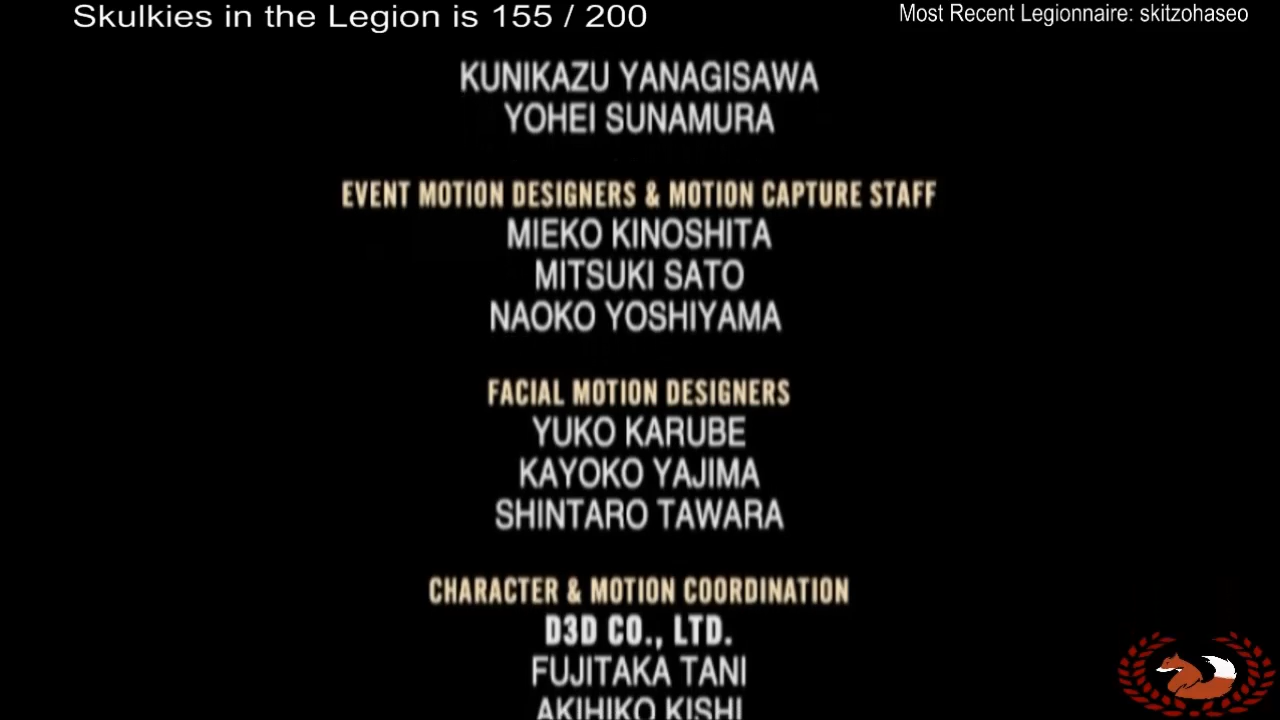 Skulkies in the Legion is 155 / 200
Most Recent Legionnaire: skitzohaseo
KUNIKAZU YANAGISAWA
YOHEI SUNAMURA
EVENT MOTION DESIGNERS & MOTION CAPTURE STAFF
MIEKO KINOSHITA
MITSUKI SATO
NAOKO YOSHIYAMA
FACIAL MOTION DESIGNERS
YUKO KARUBE
KAYOKO YAJIMA
SHINTARO TAWARA
CHARACTER & MOTION COORDINATION
D3D CO., LTD.
FUJITAKA TANI
AKIHIKO KISHI